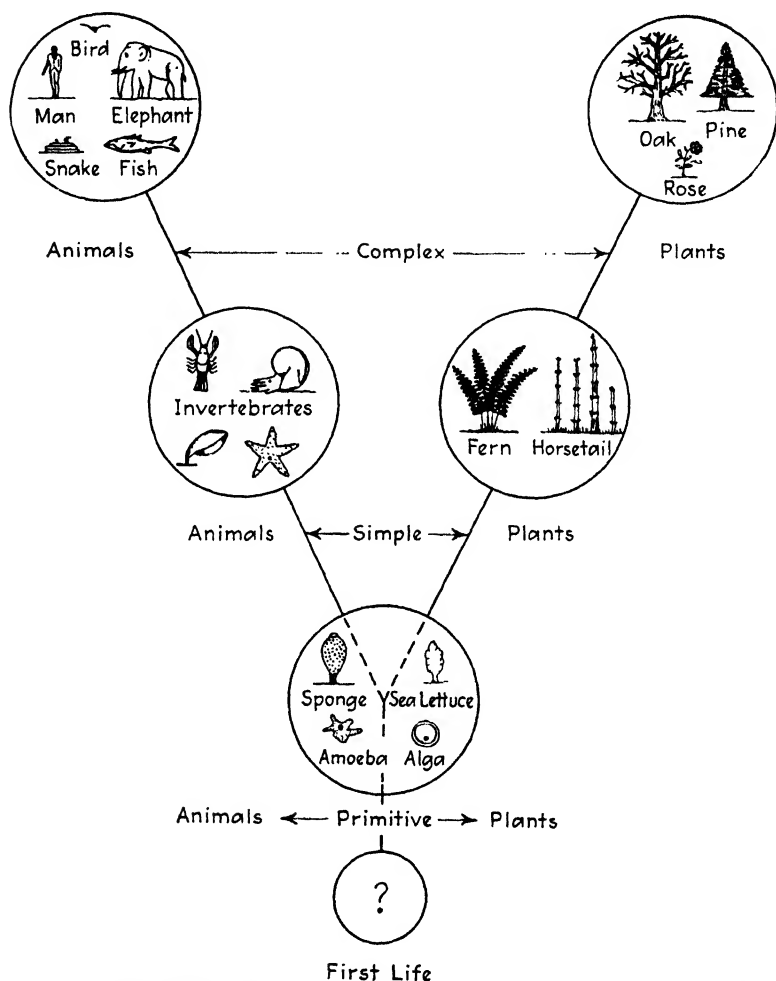 Bird
Man Elephant
Snake Fish
Oak Pine
Rose
Animals Complex Plants
Invertebrates
Fern Horsetail
Animals Simple Plants
Sponge Sea Lettuce
Amoeba Alga
Animals Primitive Plants
?
First Life